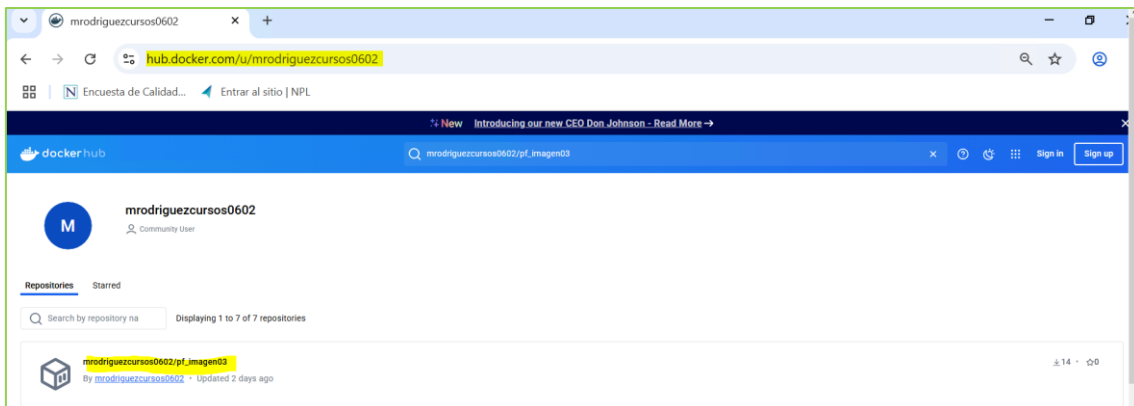 mrodriguezcursos0602
hub.docker.com/u/mrodriguezcursos0602
Encuesta de Calidad... Entrar al sitio | NPL
New Introducing our new CEO Don Johnson - Read More →
dockerhub mrodriguezcursos0602/pf_imagen03 Sign in Sign up
M mrodriguezcursos0602
Community User
Repositories Starred
Search by repository na Displaying 1 to 7 of 7 repositories
mrodriguezcursos0602/pf_imagen03 14 · 0
By mrodriguezcursos0602 · Updated 2 days ago